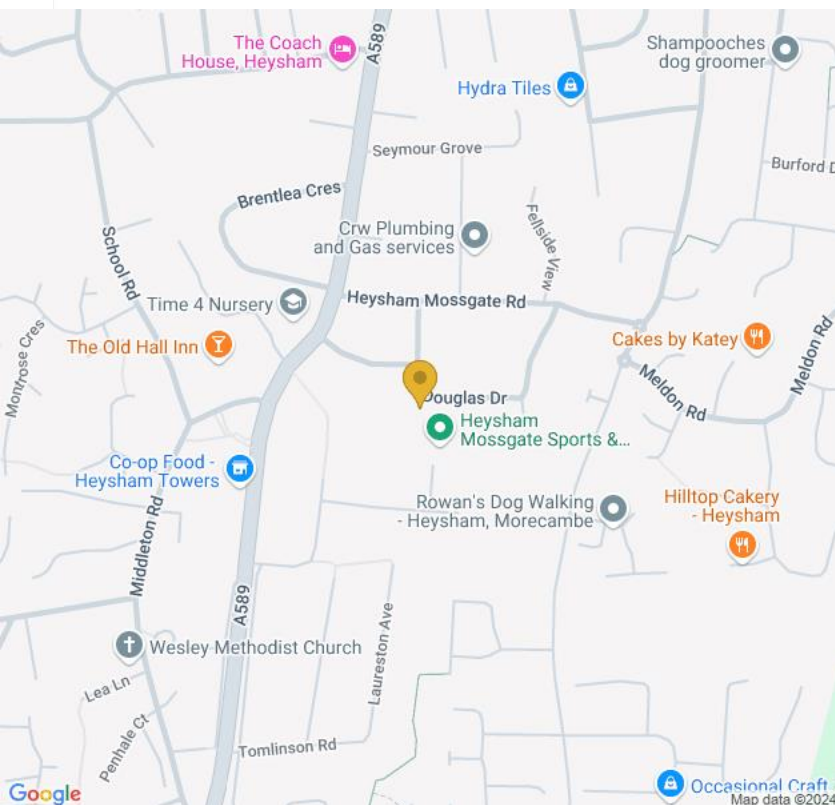 The Coach
House, Heysham
A589
Shampooches
dog groomer
Hydra Tiles
Seymour Grove
Burford D
Brentlea Cres
Crw Plumbing
and Gas services
Fellside View
School Rd
Time 4 Nursery
Heysham Mossgate Rd
Montrose Cres
The Old Hall Inn
Cakes by Katey
Meldon Rd
Meldon Rd
Douglas Dr
Heysham
Mossgate Sports &...
Co-op Food -
Heysham Towers
Middleton Rd
Rowan's Dog Walking
- Heysham, Morecambe
Hilltop Cakery
- Heysham
A589
Laureston Ave
Wesley Methodist Church
Lea Ln
Penhale Ct
Tomlinson Rd
Occasional Craft
Google
Map data ©2024